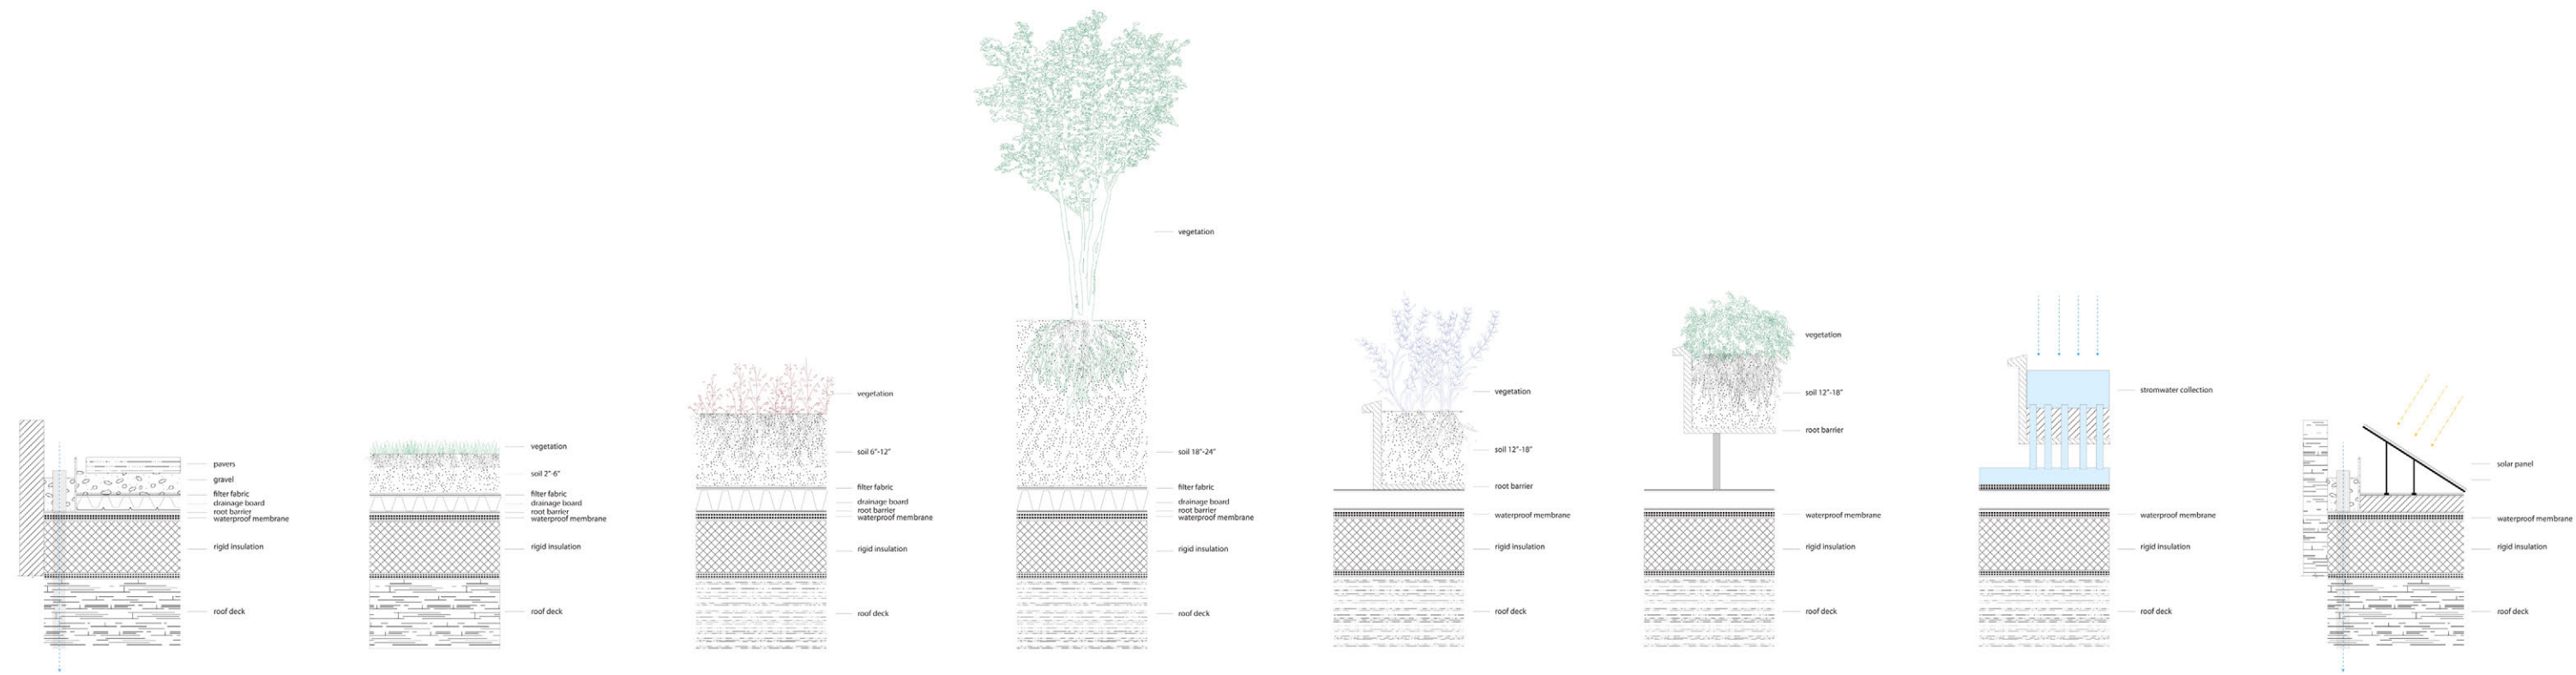 pavers
gravel
filter fabric
drainage board
root barrier
waterproof membrane
rigid insulation
roof deck
vegetation
soil 2"-6"
filter fabric
drainage board
root barrier
waterproof membrane
rigid insulation
roof deck
vegetation
soil 6"-12"
filter fabric
drainage board
root barrier
waterproof membrane
rigid insulation
roof deck
vegetation
soil 18"-24"
filter fabric
drainage board
root barrier
waterproof membrane
rigid insulation
roof deck
vegetation
soil 12"-18"
root barrier
waterproof membrane
rigid insulation
roof deck
vegetation
soil 12"-18"
root barrier
waterproof membrane
rigid insulation
roof deck
stromwater collection
waterproof membrane
rigid insulation
roof deck
solar panel
waterproof membrane
rigid insulation
roof deck